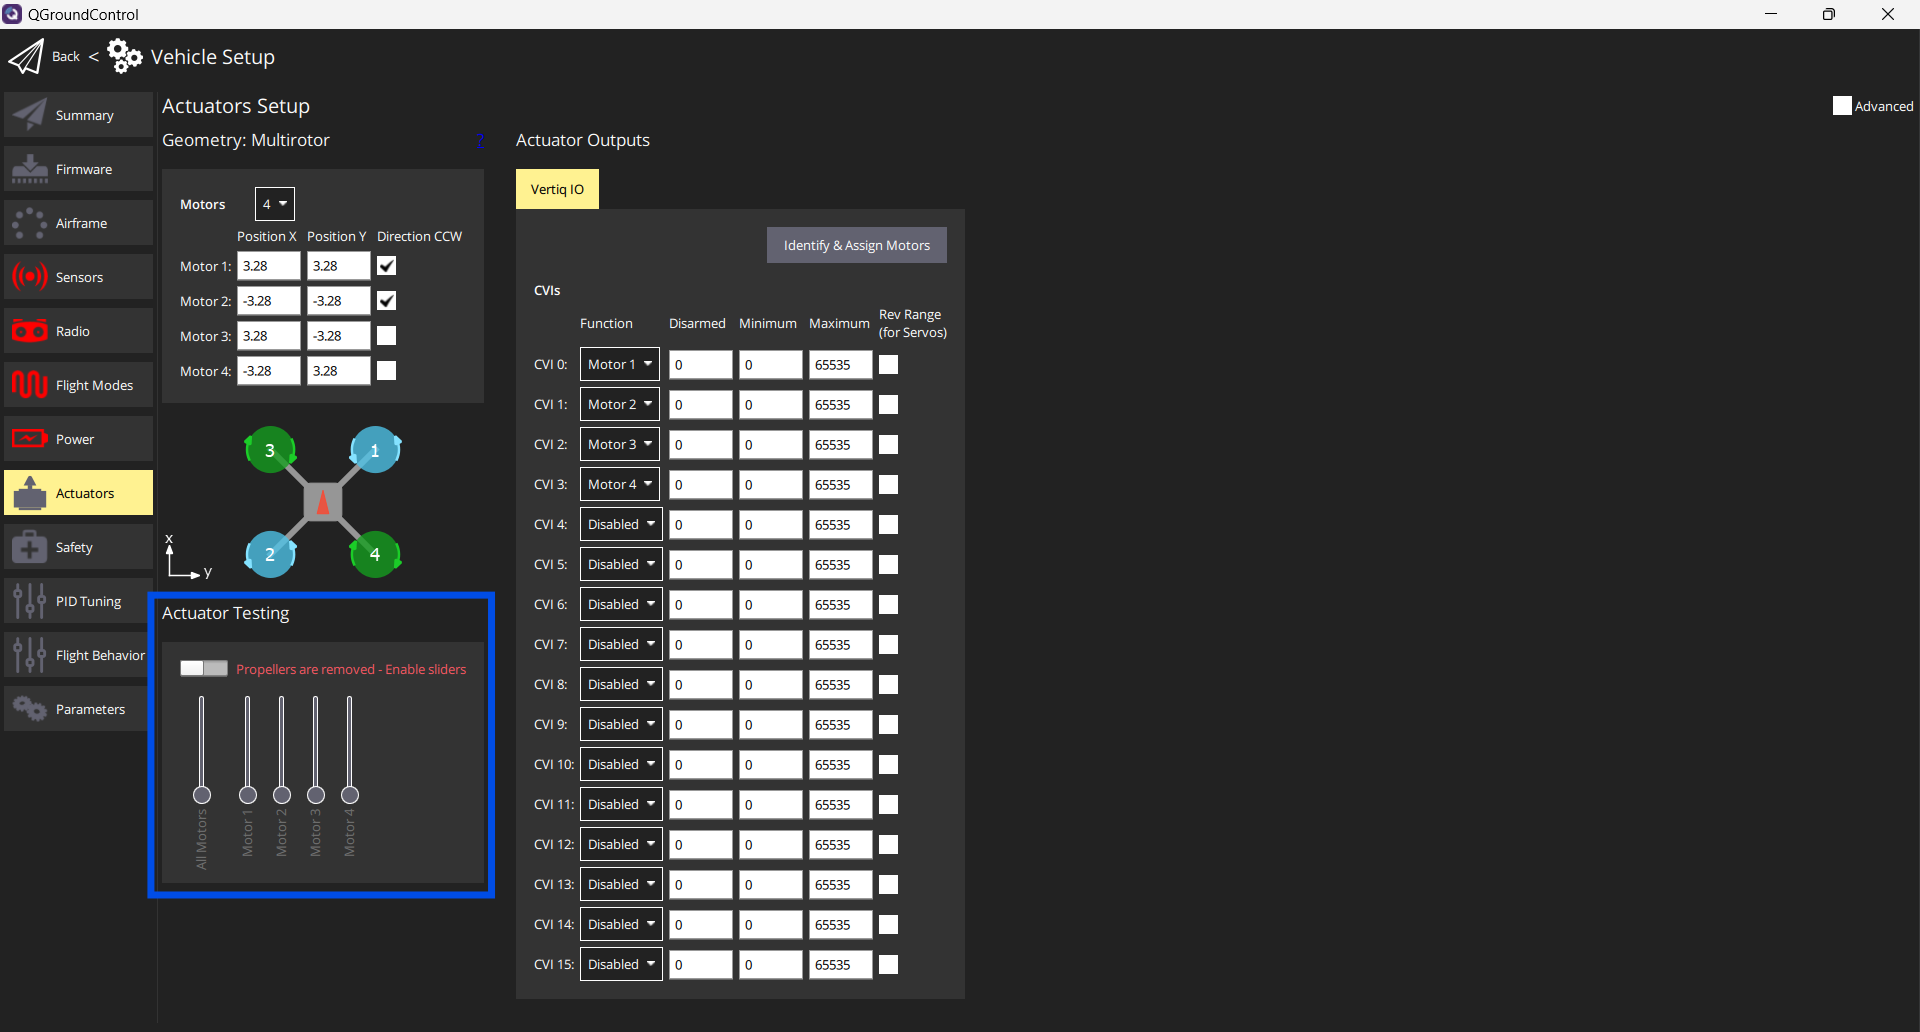 QGroundControl
Back < Vehicle Setup
Summary
Firmware
Airframe
Sensors
Radio
Flight Modes
Power
Actuators
Safety
PID Tuning
Flight Behavior
Parameters
Actuators Setup
Advanced
Geometry: Multirotor ?
Motors 4
Position X Position Y Direction CCW
Motor 1: 3.28 3.28
Motor 2: -3.28 -3.28
Motor 3: 3.28 -3.28
Motor 4: -3.28 3.28
3 1
2 4
x
y
Actuator Testing
Propellers are removed - Enable sliders
All Motors
Motor 1
Motor 2
Motor 3
Motor 4
Actuator Outputs
Vertiq IO
Identify & Assign Motors
CVIs
Function Disarmed Minimum Maximum Rev Range
(for Servos)
CVI 0: Motor 1 0 0 65535
CVI 1: Motor 2 0 0 65535
CVI 2: Motor 3 0 0 65535
CVI 3: Motor 4 0 0 65535
CVI 4: Disabled 0 0 65535
CVI 5: Disabled 0 0 65535
CVI 6: Disabled 0 0 65535
CVI 7: Disabled 0 0 65535
CVI 8: Disabled 0 0 65535
CVI 9: Disabled 0 0 65535
CVI 10: Disabled 0 0 65535
CVI 11: Disabled 0 0 65535
CVI 12: Disabled 0 0 65535
CVI 13: Disabled 0 0 65535
CVI 14: Disabled 0 0 65535
CVI 15: Disabled 0 0 65535